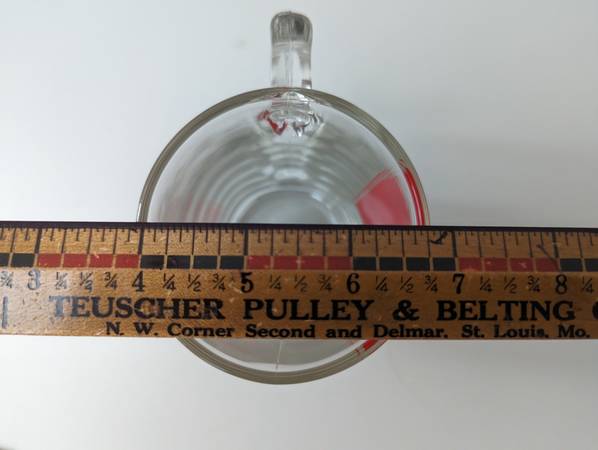 ¾ 3 ¼ ½ ¾ 4 ¼ ½ ¾ 5 ¼ ½ ¾ 6 ¼ ½ ¾ 7 ¼ ½ ¾ 8 ¼
TEUSCHER PULLEY & BELTING
N. W. Corner Second and Delmar, St. Louis, Mo.